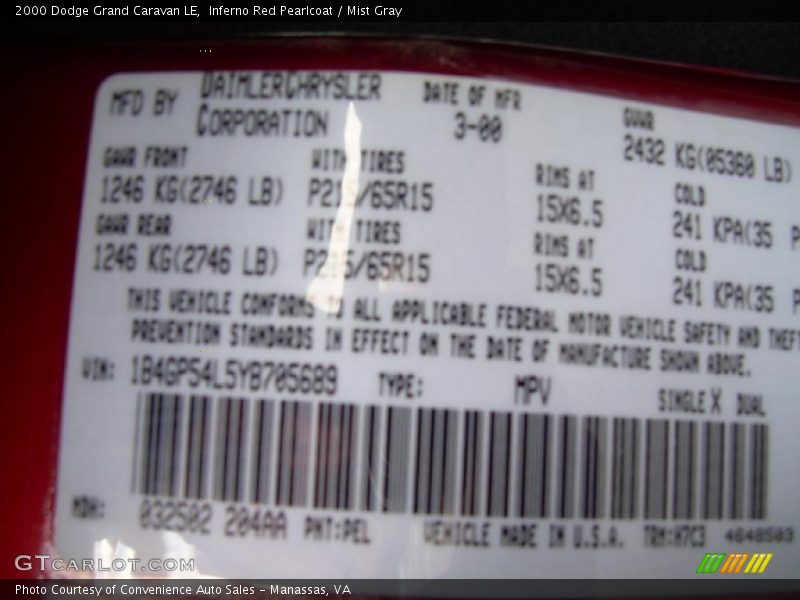 2000 Dodge Grand Caravan LE, Inferno Red Pearlcoat / Mist Gray
MFD BY DAIMLERCHRYSLER CORPORATION
DATE OF MFR 3-00
GVWR 2432 KG(05360 LB)
GAWR FRONT WITH TIRES RIMS AT COLD
1246 KG(2746 LB) P215/65R15 15X6.5 241 KPA(35 P
GAWR REAR WITH TIRES RIMS AT COLD
1246 KG(2746 LB) P215/65R15 15X6.5 241 KPA(35 P
THIS VEHICLE CONFORMS TO ALL APPLICABLE FEDERAL MOTOR VEHICLE SAFETY AND THEFT
PREVENTION STANDARDS IN EFFECT ON THE DATE OF MANUFACTURE SHOWN ABOVE.
VIN: 1B4GP54L5YB705689 TYPE: MPV SINGLE X DUAL
MDH: 032502 204AA PNT:PEL VEHICLE MADE IN U.S.A. TRM:H7C3 4648503
GTCARLOT.COM
Photo Courtesy of Convenience Auto Sales - Manassas, VA